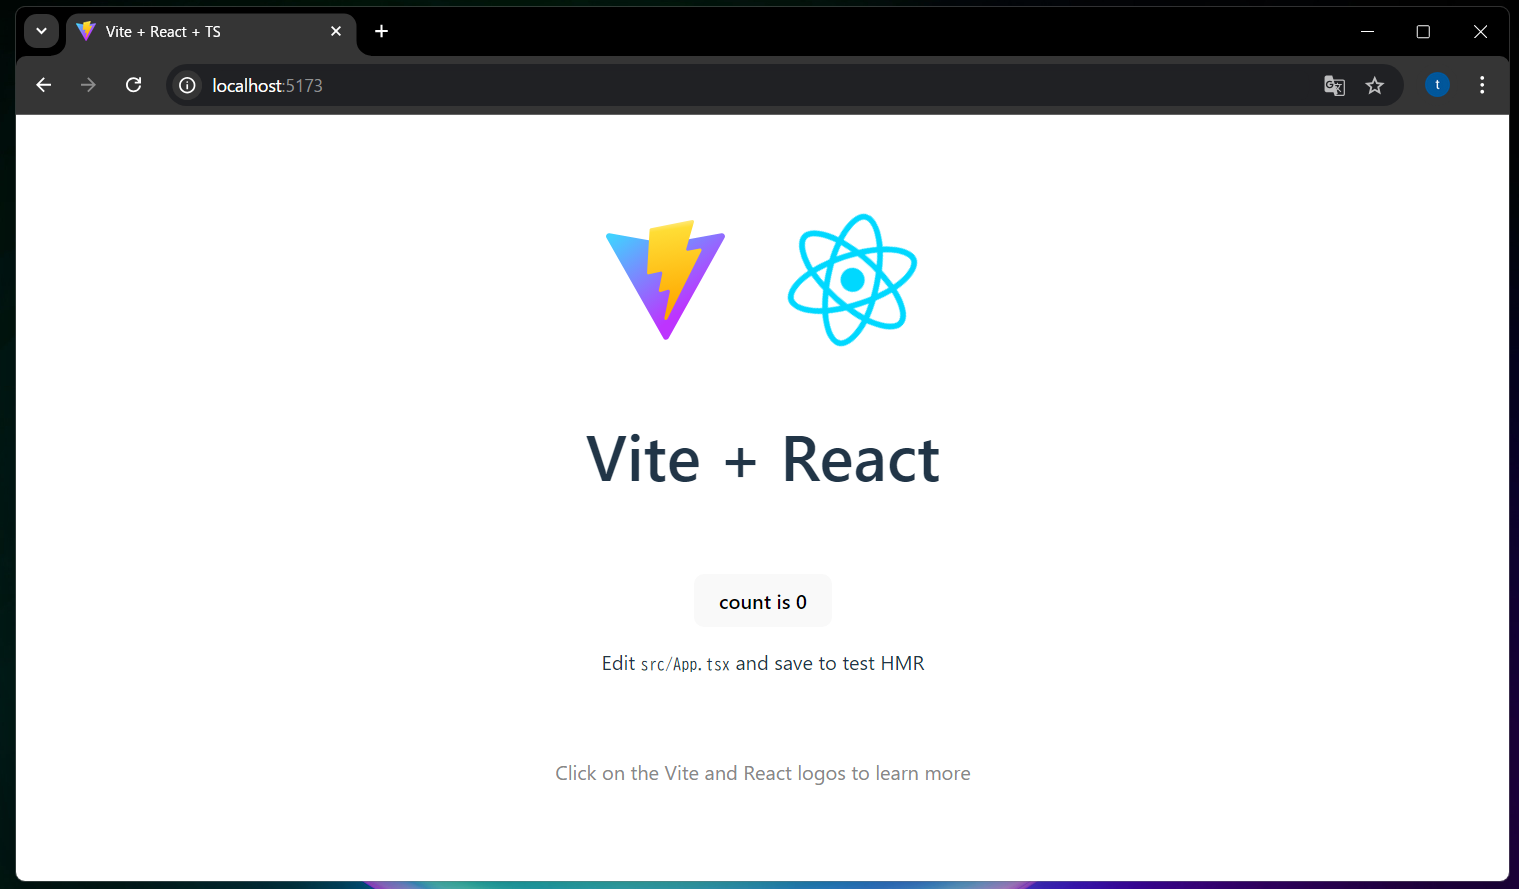 Vite + React + TS
localhost:5173
t
Vite + React
count is 0
Edit src/App.tsx and save to test HMR
Click on the Vite and React logos to learn more